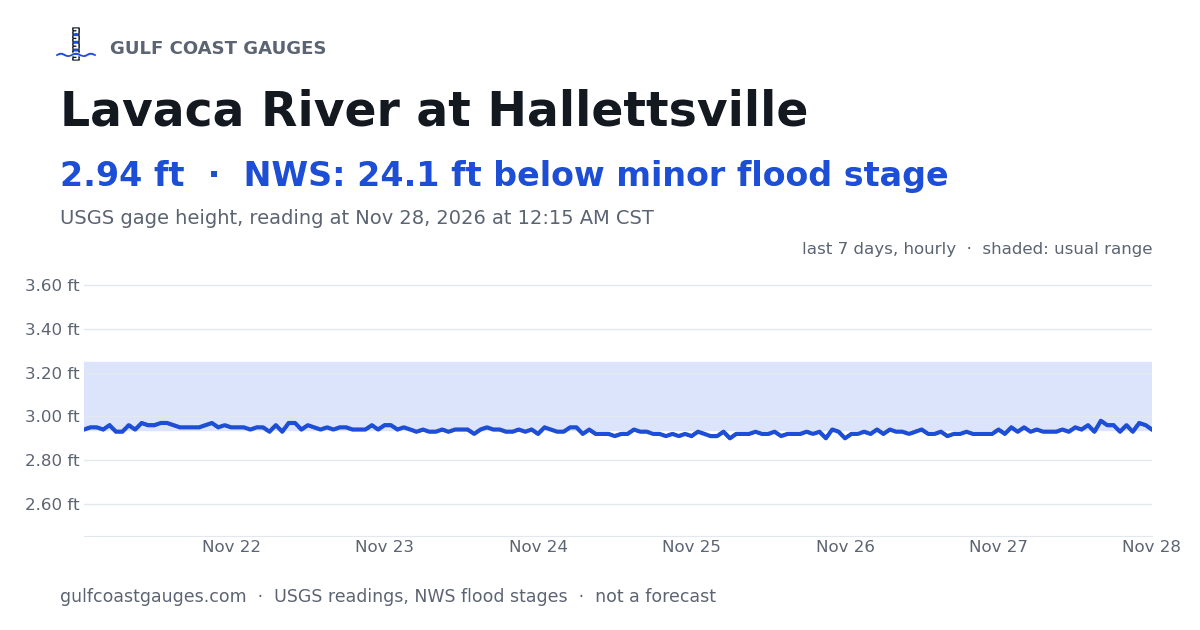 GULF COAST GAUGES
Lavaca River at Hallettsville
2.94 ft · NWS: 24.1 ft below minor flood stage
USGS gage height, reading at Nov 28, 2026 at 12:15 AM CST
last 7 days, hourly · shaded: usual range
3.60 ft
3.40 ft
3.20 ft
3.00 ft
2.80 ft
2.60 ft
Nov 22 Nov 23 Nov 24 Nov 25 Nov 26 Nov 27 Nov 28
gulfcoastgauges.com · USGS readings, NWS flood stages · not a forecast